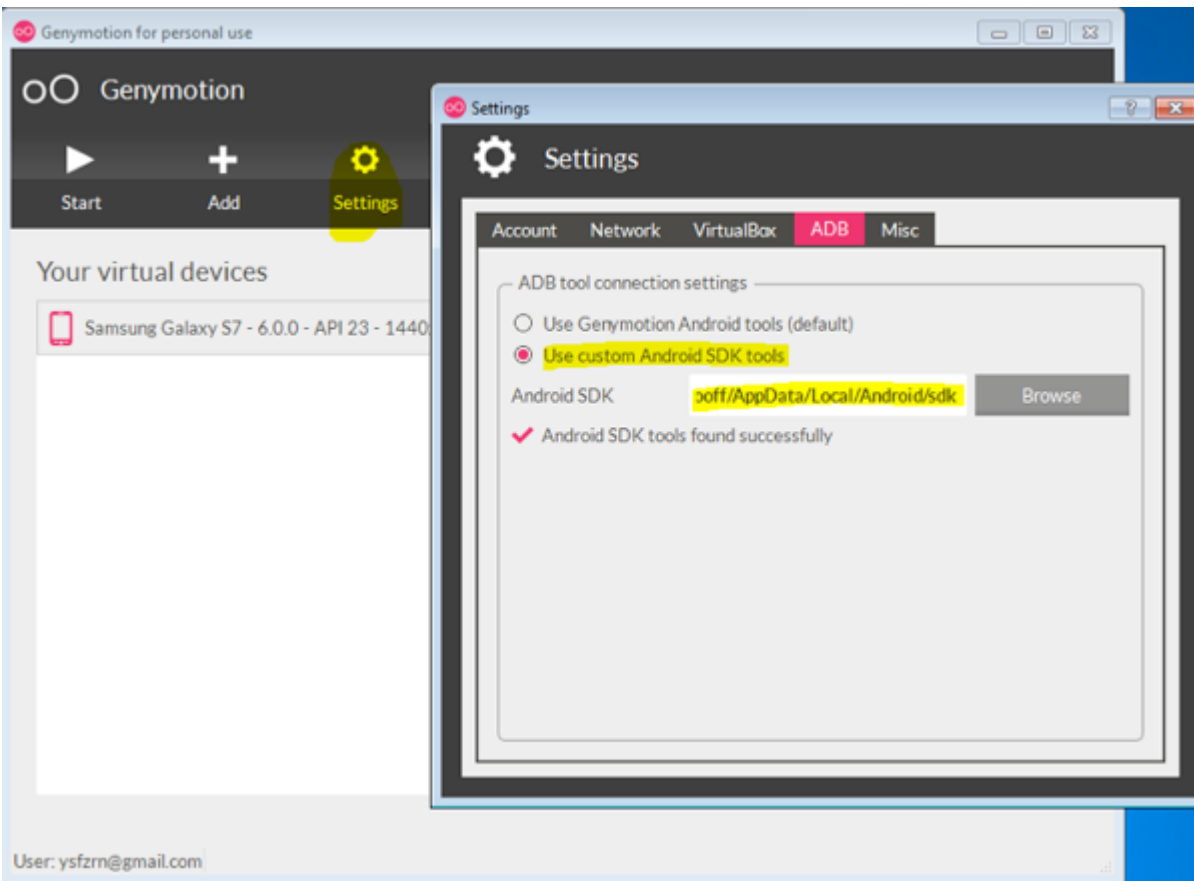 Genymotion for personal use
Genymotion
Start
Add
Settings
Your virtual devices
Samsung Galaxy S7 - 6.0.0 - API 23 - 1440
User: ysfzrn@gmail.com
Settings
Settings
Account Network VirtualBox ADB Misc
ADB tool connection settings
Use Genymotion Android tools (default)
Use custom Android SDK tools
Android SDK off/AppData/Local/Android/sdk Browse
Android SDK tools found successfully